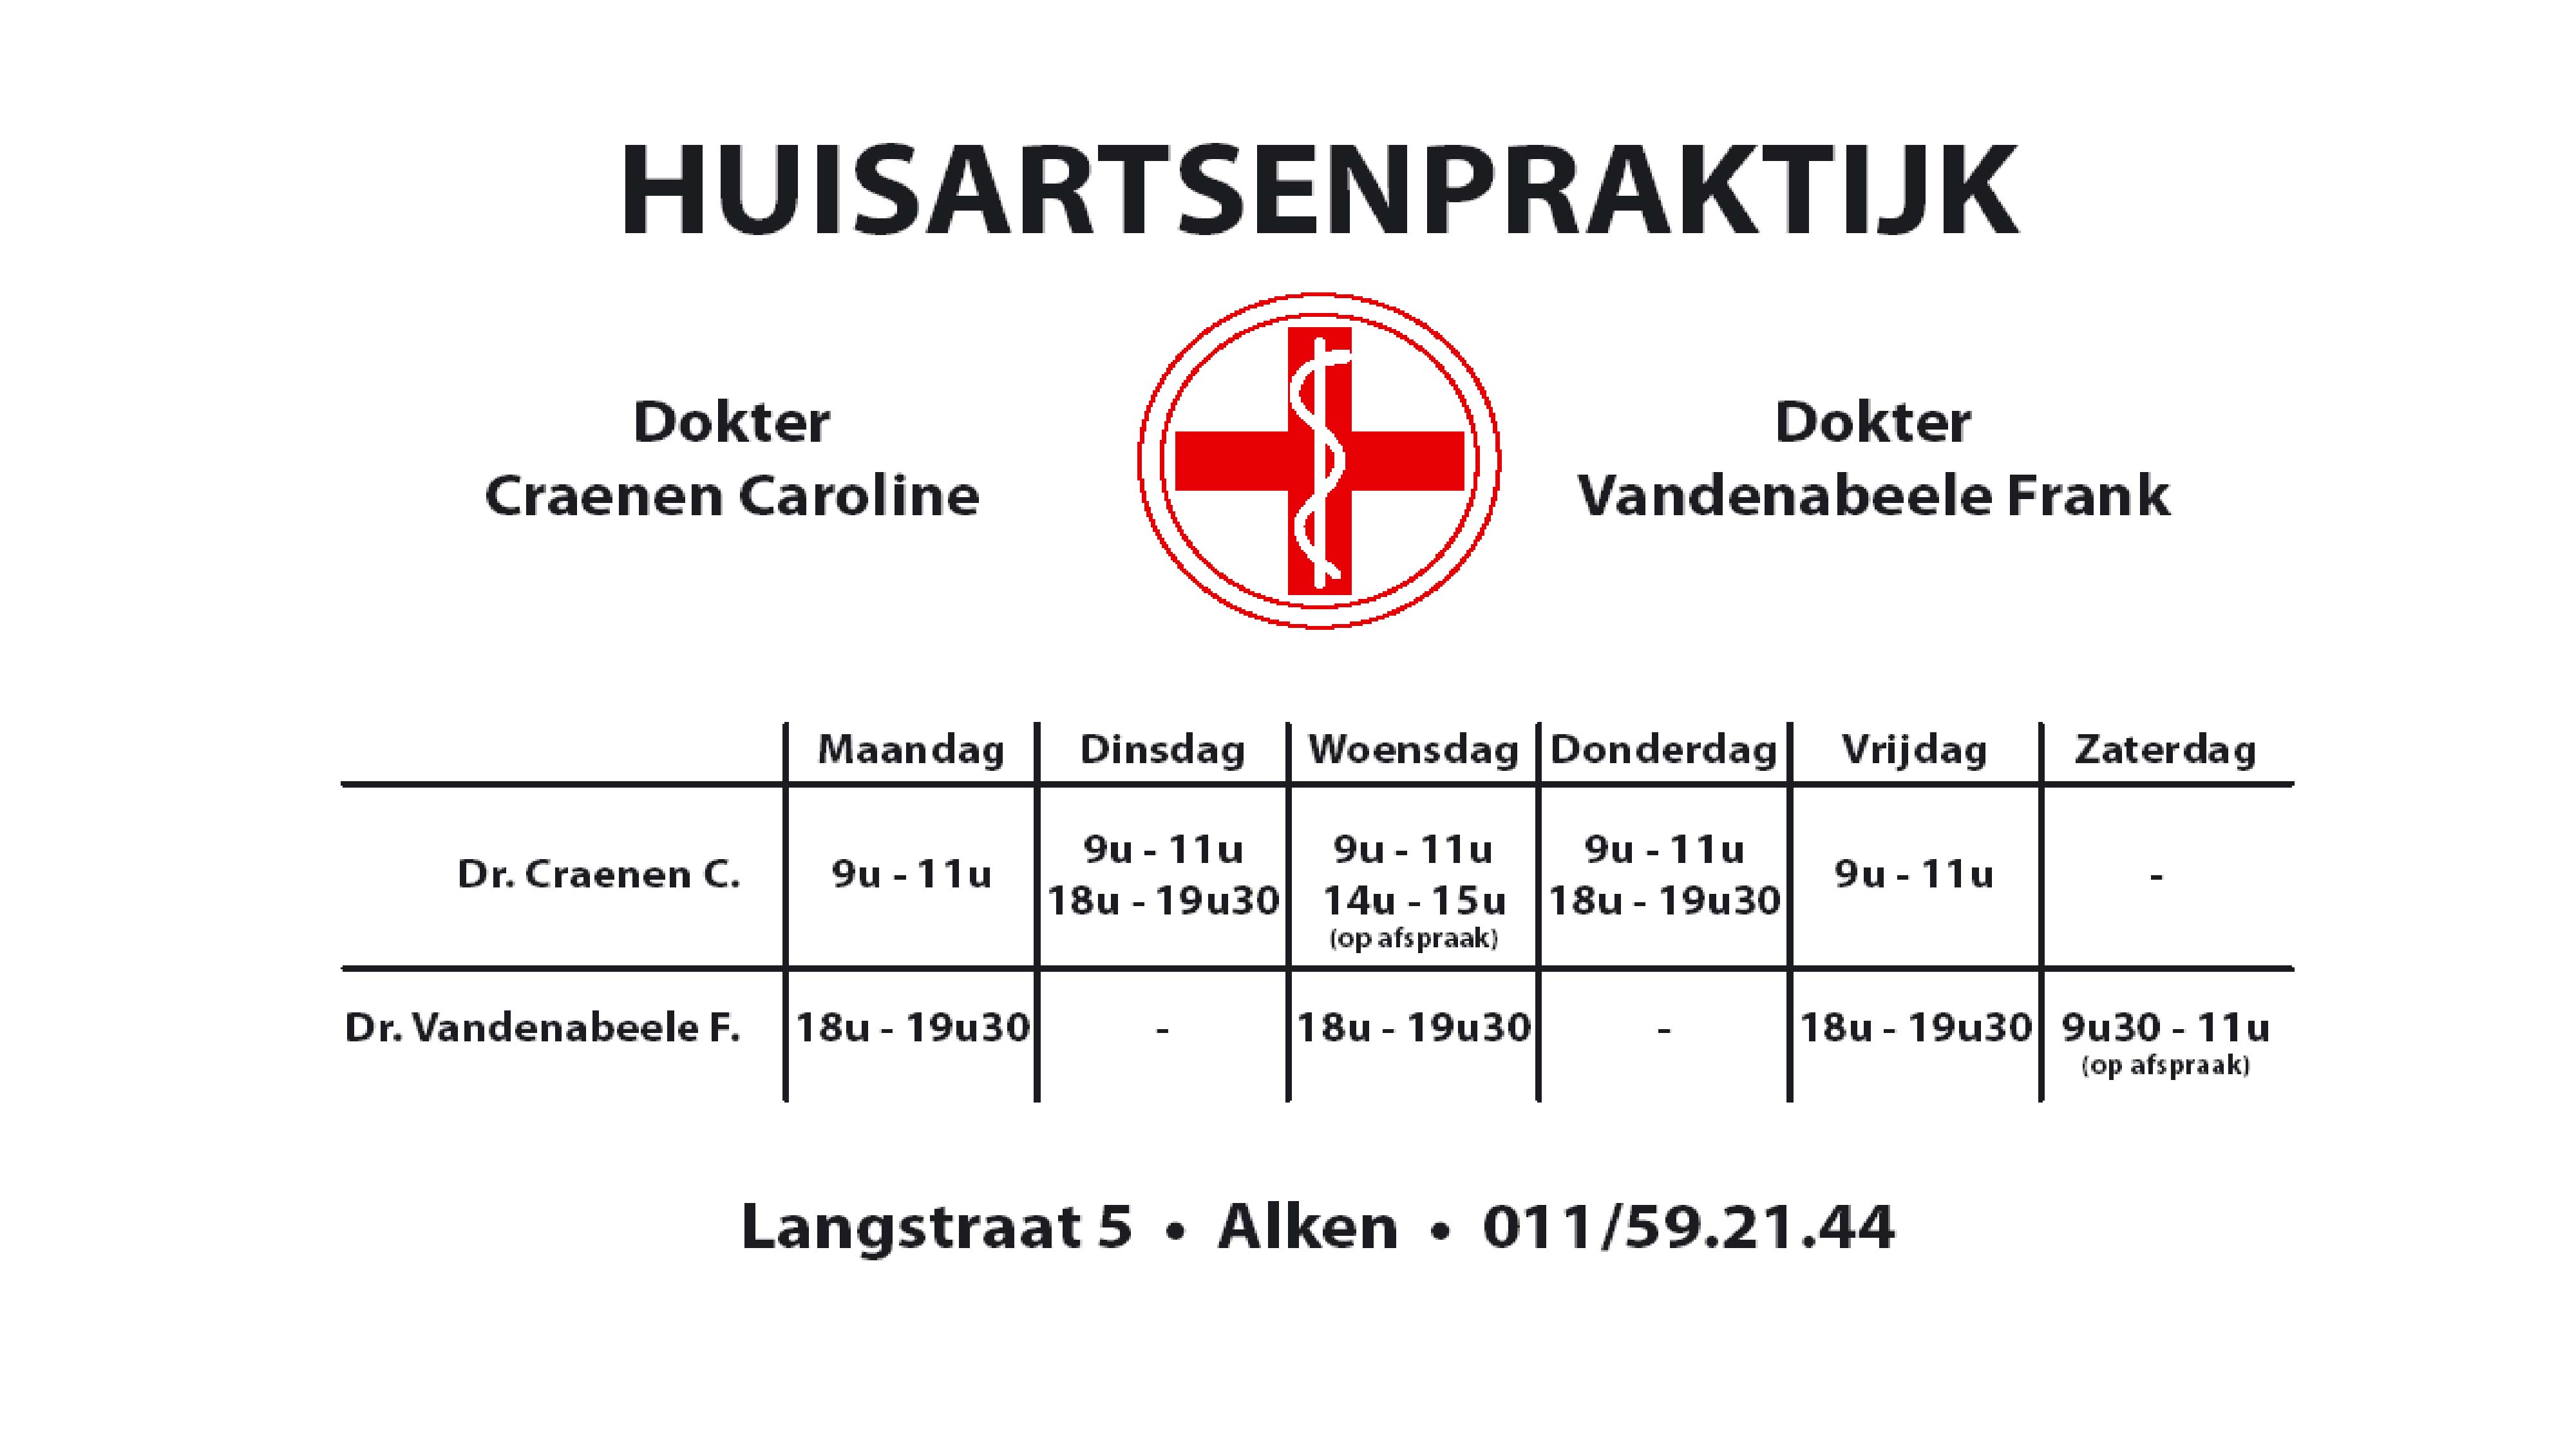 HUISARTSENPRAKTIJK
Dokter
Craenen Caroline
Dokter
Vandenabeele Frank
Maandag Dinsdag Woensdag Donderdag Vrijdag Zaterdag
Dr. Craenen C. 9u - 11u 9u - 11u 9u - 11u 9u - 11u 9u - 11u -
18u - 19u30 14u - 15u 18u - 19u30
(op afspraak)
Dr. Vandenabeele F. 18u - 19u30 - 18u - 19u30 - 18u - 19u30 9u30 - 11u
(op afspraak)
Langstraat 5 • Alken • 011/59.21.44